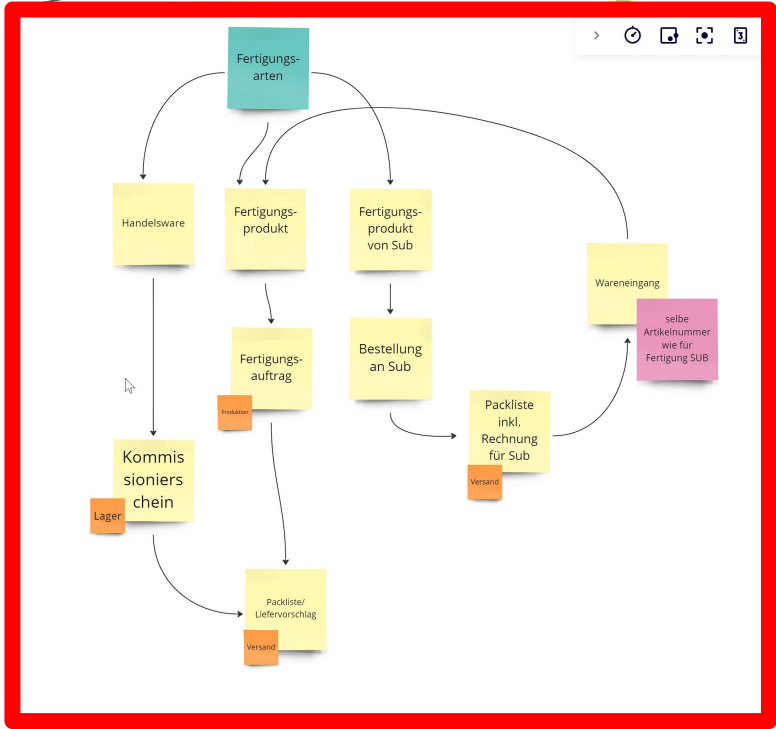 Fertigungs-
arten
Handelsware
Fertigungs-
produkt
Fertigungs-
produkt
von Sub
Wareneingang
selbe
Artikelnummer
wie für
Fertigung SUB
Fertigungs-
auftrag
Produktion
Bestellung
an Sub
Packliste
inkl.
Rechnung
für Sub
Versand
Kommis
sioniers
chein
Lager
Packliste/
Liefervorschlag
Versand
3